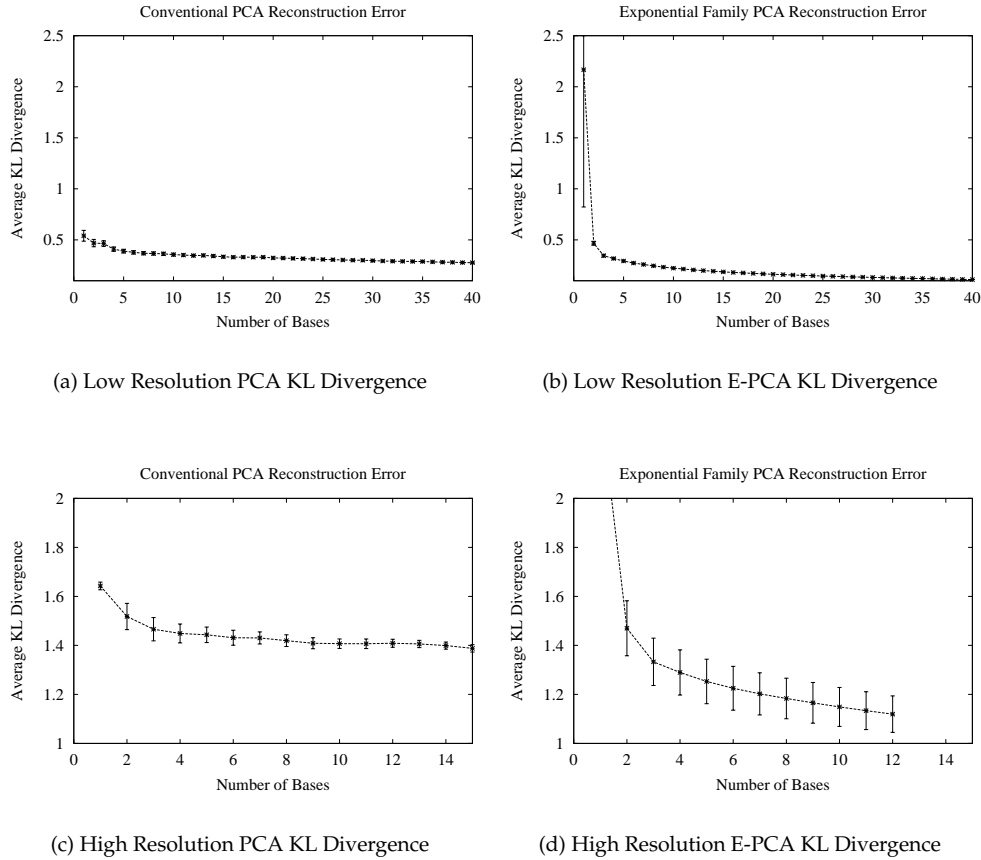 Conventional PCA Reconstruction Error
Average KL Divergence
2.5
2
1.5
1
0.5
0 5 10 15 20 25 30 35 40
Number of Bases
(a) Low Resolution PCA KL Divergence
Exponential Family PCA Reconstruction Error
Average KL Divergence
2.5
2
1.5
1
0.5
0 5 10 15 20 25 30 35 40
Number of Bases
(b) Low Resolution E-PCA KL Divergence
Conventional PCA Reconstruction Error
Average KL Divergence
2
1.8
1.6
1.4
1.2
1
0 2 4 6 8 10 12 14
Number of Bases
(c) High Resolution PCA KL Divergence
Exponential Family PCA Reconstruction Error
Average KL Divergence
2
1.8
1.6
1.4
1.2
1
0 2 4 6 8 10 12 14
Number of Bases
(d) High Resolution E-PCA KL Divergence